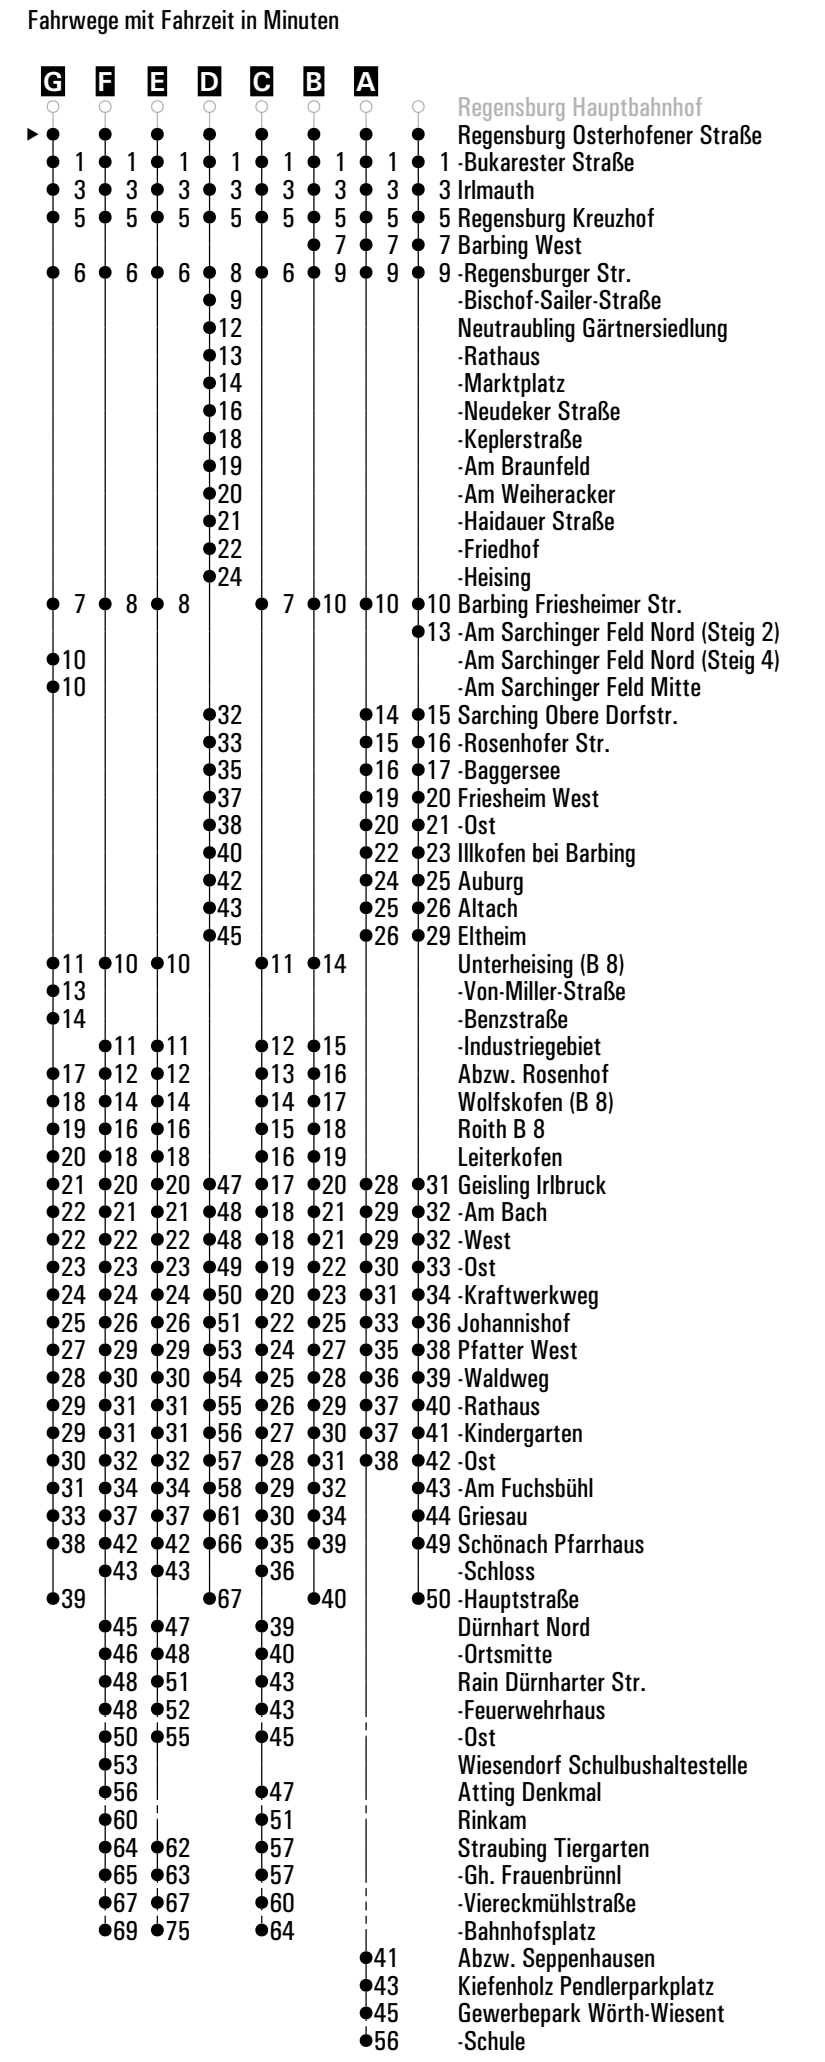 Fahrwege mit Fahrzeit in Minuten
G F E D C B A
Regensburg Hauptbahnhof
Regensburg Osterhofener Straße
1 1 1 1 1 1 1 1 -Bukarester Straße
3 3 3 3 3 3 3 3 Irlmauth
5 5 5 5 5 5 5 5 Regensburg Kreuzhof
7 7 7 Barbing West
6 6 6 8 6 9 9 9 -Regensburger Str.
9 -Bischof-Sailer-Straße
12 Neutraubling Gärtnersiedlung
13 -Rathaus
14 -Marktplatz
16 -Neudeker Straße
18 -Keplerstraße
19 -Am Braunfeld
20 -Am Weiheracker
21 -Haidauer Straße
22 -Friedhof
24 -Heising
7 8 8 7 10 10 10 Barbing Friesheimer Str.
13 -Am Sarchinger Feld Nord (Steig 2)
10 -Am Sarchinger Feld Nord (Steig 4)
10 -Am Sarchinger Feld Mitte
32 14 15 Sarching Obere Dorfstr.
33 15 16 -Rosenhofer Str.
35 16 17 -Baggersee
37 19 20 Friesheim West
38 20 21 -Ost
40 22 23 Illkofen bei Barbing
42 24 25 Auburg
43 25 26 Altach
45 26 29 Eltheim
11 10 10 11 14 Unterheising (B 8)
13 -Von-Miller-Straße
14 -Benzstraße
11 11 12 15 -Industriegebiet
17 12 12 13 16 Abzw. Rosenhof
18 14 14 14 17 Wolfskofen (B 8)
19 16 16 15 18 Roith B 8
20 18 18 16 19 Leiterkofen
21 20 20 47 17 20 28 31 Geisling Irlbruck
22 21 21 48 18 21 29 32 -Am Bach
22 22 22 48 18 21 29 32 -West
23 23 23 49 19 22 30 33 -Ost
24 24 24 50 20 23 31 34 -Kraftwerkweg
25 26 26 51 22 25 33 36 Johannishof
27 29 29 53 24 27 35 38 Pfatter West
28 30 30 54 25 28 36 39 -Waldweg
29 31 31 55 26 29 37 40 -Rathaus
29 31 31 56 27 30 37 41 -Kindergarten
30 32 32 57 28 31 38 42 -Ost
31 34 34 58 29 32 43 -Am Fuchsbühl
33 37 37 61 30 34 44 Griesau
38 42 42 66 35 39 49 Schönach Pfarrhaus
43 43 36 -Schloss
39 67 40 50 -Hauptstraße
45 47 39 Dürnhart Nord
46 48 40 -Ortsmitte
48 51 43 Rain Dürnharter Str.
48 52 43 -Feuerwehrhaus
50 55 45 -Ost
53 Wiesendorf Schulbushaltestelle
56 47 Atting Denkmal
60 51 Rinkam
64 62 57 Straubing Tiergarten
65 63 57 -Gh. Frauenbrünnl
67 67 60 -Viereckmühlstraße
69 75 64 -Bahnhofsplatz
41 Abzw. Seppenhausen
43 Kiefenholz Pendlerparkplatz
45 Gewerbepark Wörth-Wiesent
56 -Schule